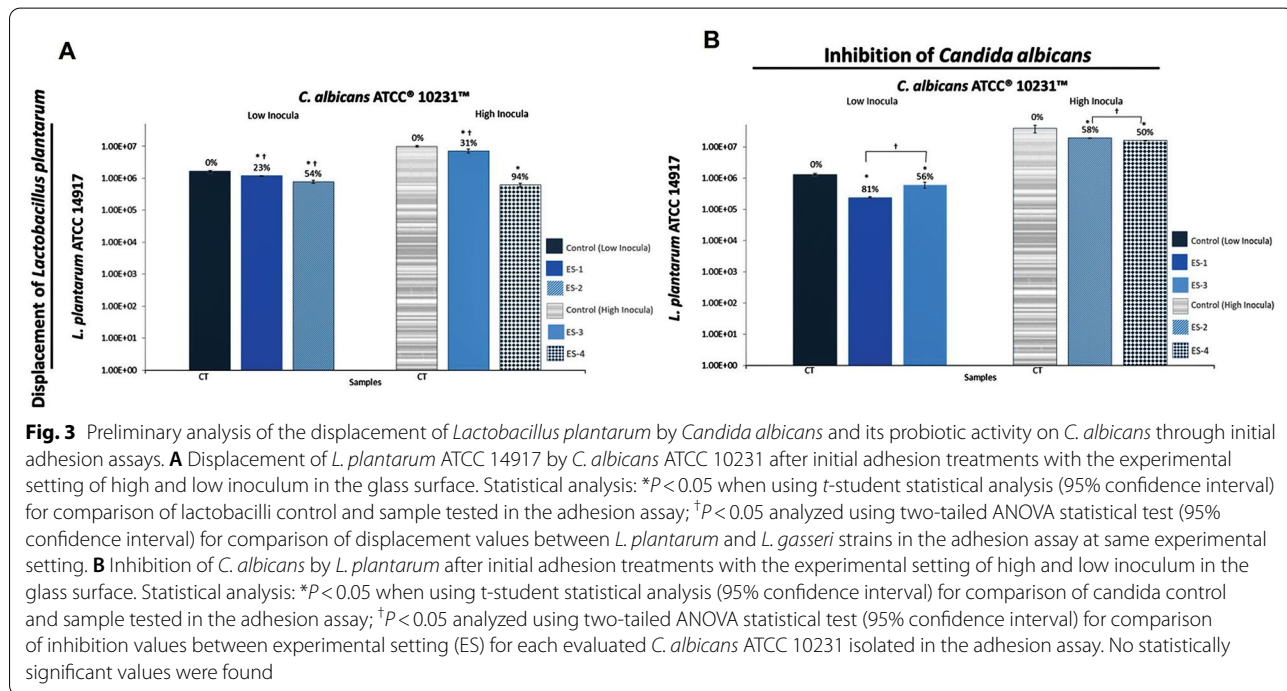 A
Displacement of Lactobacillus plantarum
L. plantarum ATCC 14917
C. albicans ATCC® 10231™
Low Inocula
High Inocula
1.00E+07
1.00E+06
1.00E+05
1.00E+04
1.00E+03
1.00E+02
1.00E+01
1.00E+00
0%
* †
23%
* †
54%
0%
* †
31%
*
94%
CT
Samples
CT
Control (Low Inocula)
ES-1
ES-2
Control (High Inocula)
ES-3
ES-4
B
Inhibition of Candida albicans
C. albicans ATCC® 10231™
Low Inocula
High Inocula
L. plantarum ATCC 14917
1.00E+07
1.00E+06
1.00E+05
1.00E+04
1.00E+03
1.00E+02
1.00E+01
1.00E+00
0%
*
81%
†
*
56%
0%
*
58%
†
*
50%
CT
Samples
CT
Control (Low Inocula)
ES-1
ES-3
Control (High Inocula)
ES-2
ES-4
Fig. 3 Preliminary analysis of the displacement of Lactobacillus plantarum by Candida albicans and its probiotic activity on C. albicans through initial
adhesion assays. A Displacement of L. plantarum ATCC 14917 by C. albicans ATCC 10231 after initial adhesion treatments with the experimental
setting of high and low inoculum in the glass surface. Statistical analysis: *P < 0.05 when using t-student statistical analysis (95% confidence interval)
for comparison of lactobacilli control and sample tested in the adhesion assay; †P < 0.05 analyzed using two-tailed ANOVA statistical test (95%
confidence interval) for comparison of displacement values between L. plantarum and L. gasseri strains in the adhesion assay at same experimental
setting. B Inhibition of C. albicans by L. plantarum after initial adhesion treatments with the experimental setting of high and low inoculum in the
glass surface. Statistical analysis: *P < 0.05 when using t-student statistical analysis (95% confidence interval) for comparison of candida control
and sample tested in the adhesion assay; †P < 0.05 analyzed using two-tailed ANOVA statistical test (95% confidence interval) for comparison
of inhibition values between experimental setting (ES) for each evaluated C. albicans ATCC 10231 isolated in the adhesion assay. No statistically
significant values were found